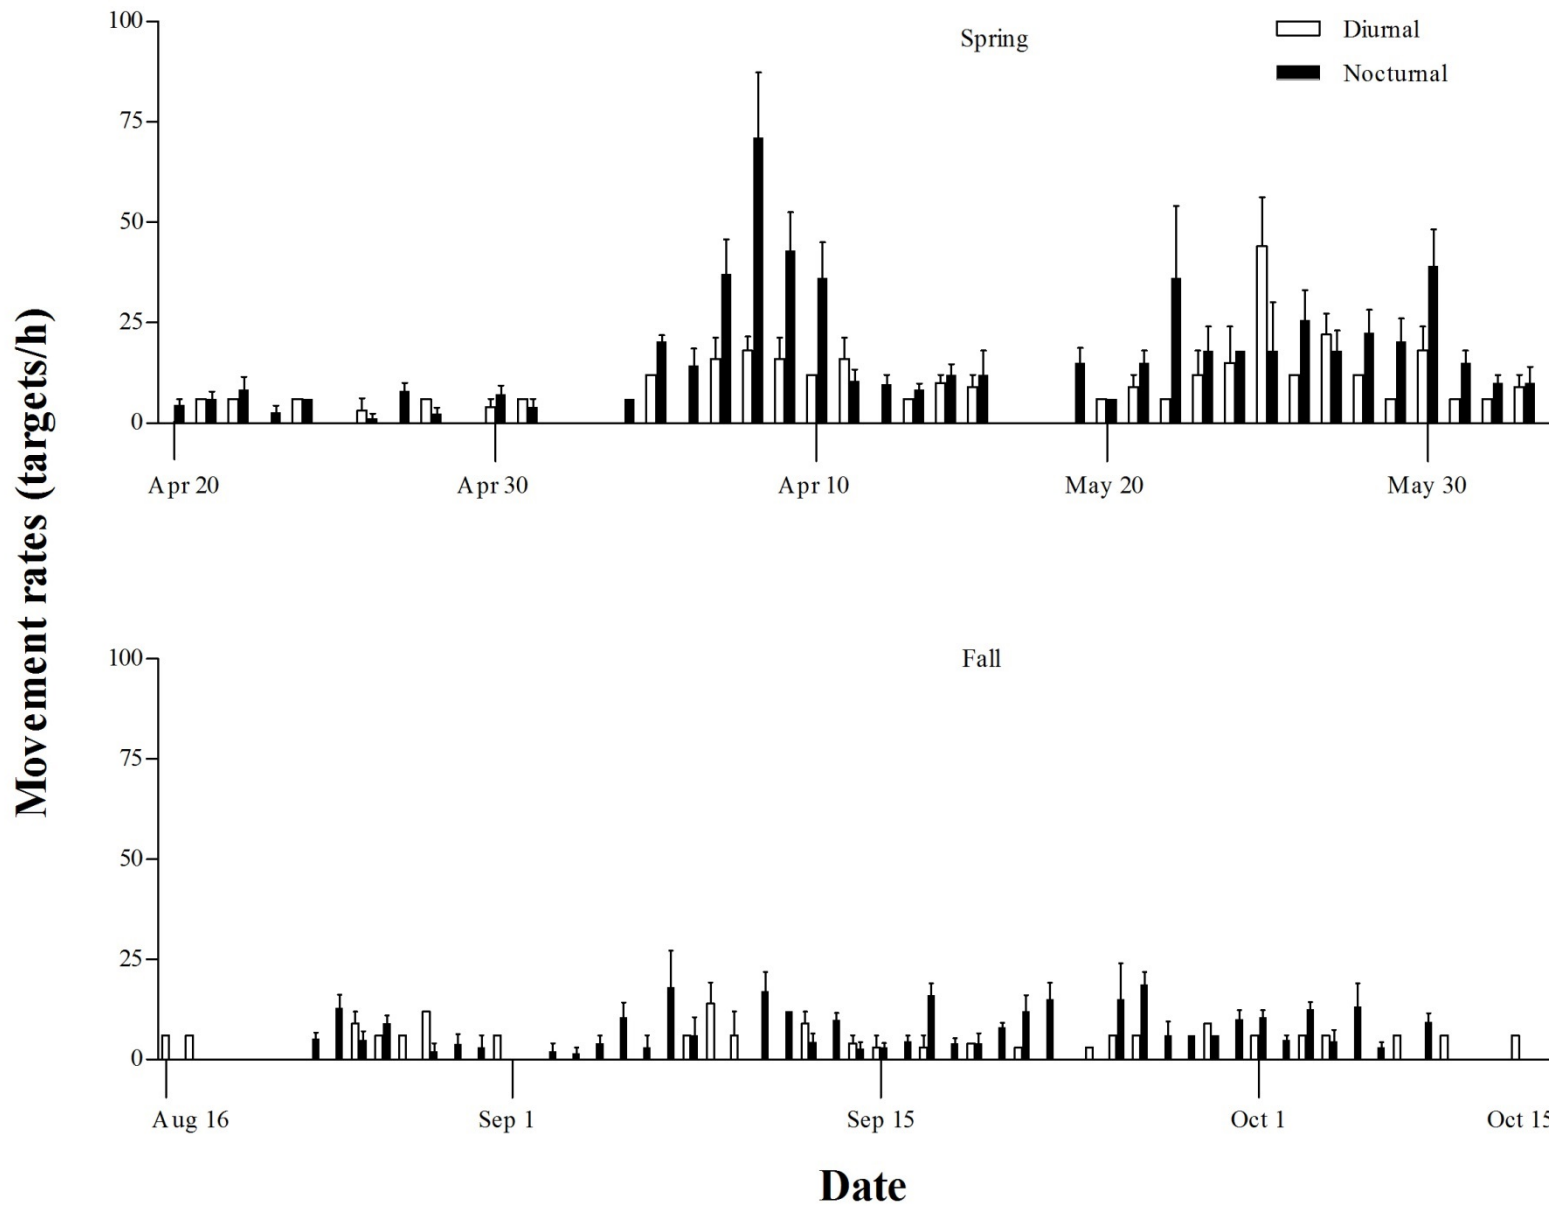 Movement rates (targets/h)
100
75
50
25
0
Spring
Diurnal
Nocturnal
Apr 20
Apr 30
Apr 10
May 20
May 30
100
75
50
25
0
Fall
Aug 16
Sep 1
Sep 15
Oct 1
Oct 15
Date